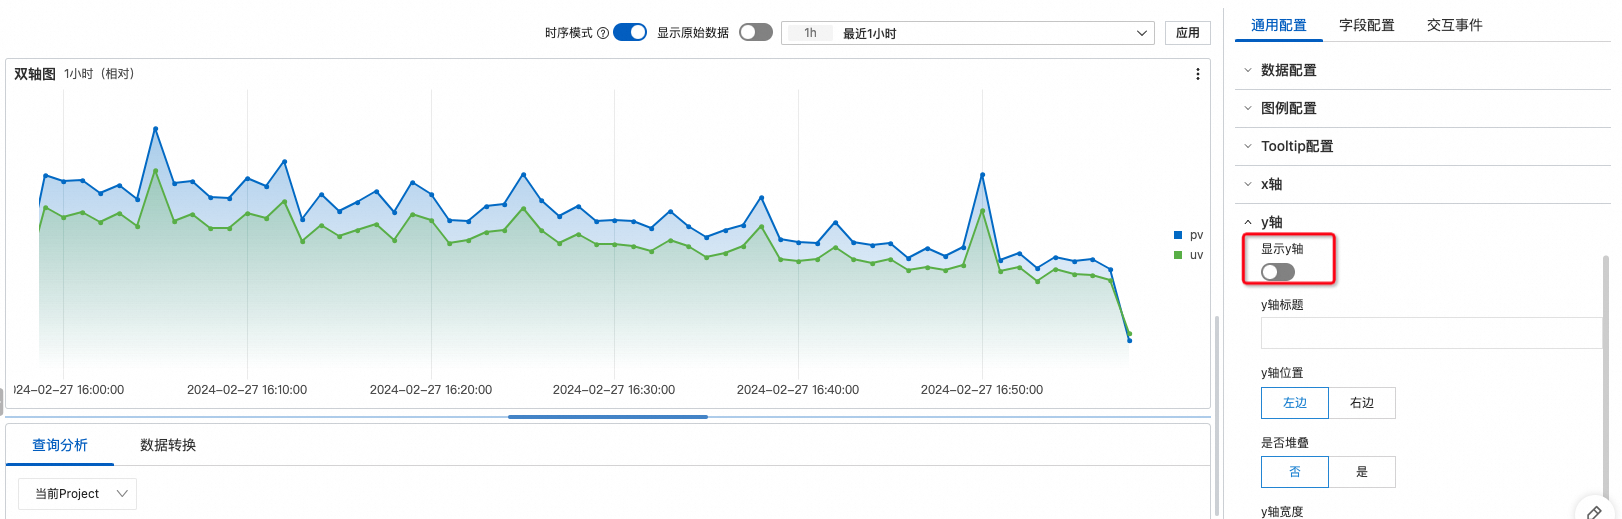 时序模式 显示原始数据 1h 最近1小时 应用
双轴图 1小时（相对）
pv
uv
024-02-27 16:00:00 2024-02-27 16:10:00 2024-02-27 16:20:00 2024-02-27 16:30:00 2024-02-27 16:40:00 2024-02-27 16:50:00
查询分析 数据转换
当前Project
通用配置 字段配置 交互事件
数据配置
图例配置
Tooltip配置
x轴
y轴
显示y轴
y轴标题
y轴位置
左边 右边
是否堆叠
否 是
y轴宽度